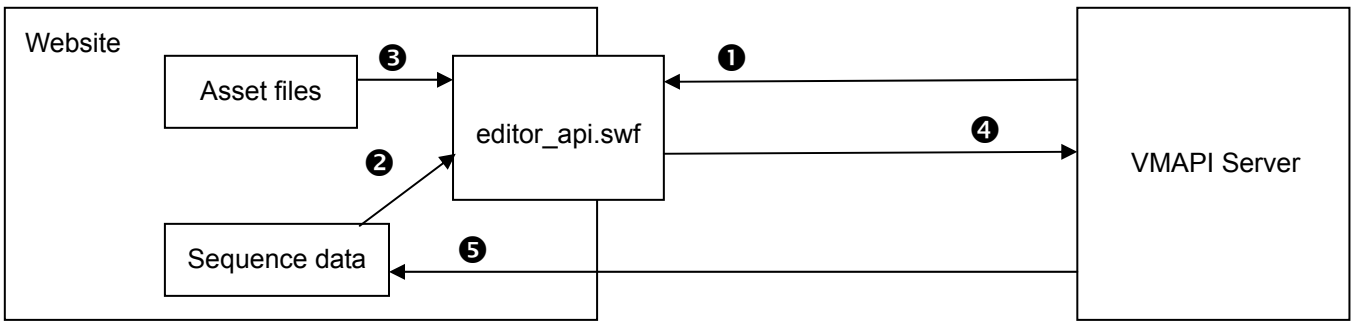 Website
❸
❶
Asset files
editor_api.swf
❹
❷
VMAPI Server
Sequence data
❺